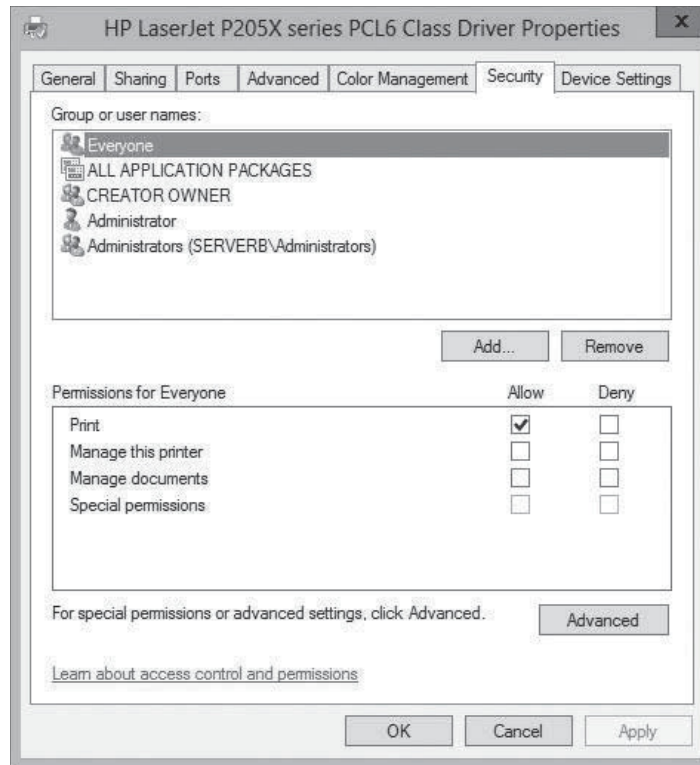 HP LaserJet P205X series PCL6 Class Driver Properties
x
General Sharing Ports Advanced Color Management Security Device Settings
Group or user names:
Everyone
ALL APPLICATION PACKAGES
CREATOR OWNER
Administrator
Administrators (SERVERB\Administrators)
Add... Remove
Permissions for Everyone Allow Deny
Print
Manage this printer
Manage documents
Special permissions
For special permissions or advanced settings, click Advanced. Advanced
Learn about access control and permissions
OK Cancel Apply